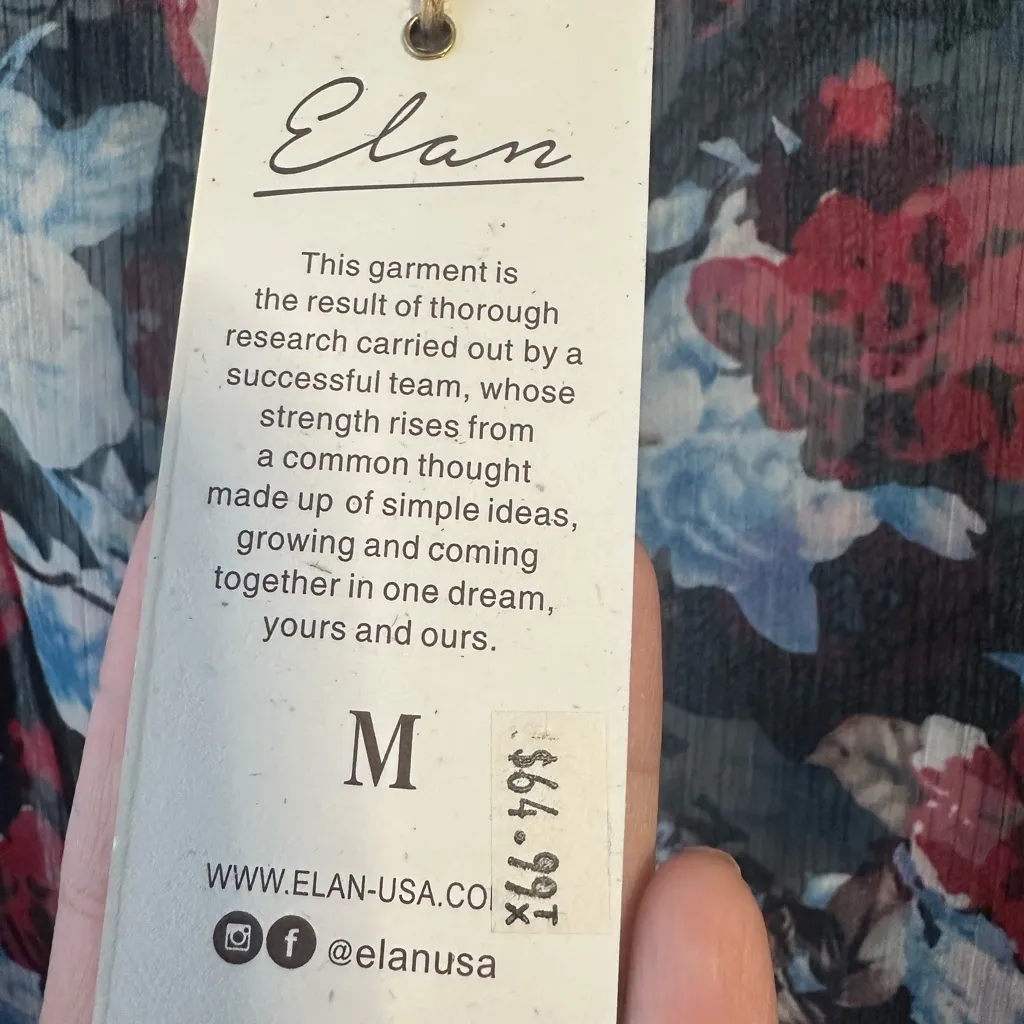 Elan
This garment is
the result of thorough
research carried out by a
successful team, whose
strength rises from
a common thought
made up of simple ideas,
growing and coming
together in one dream,
yours and ours.
M
$64.99T
x
WWW.ELAN-USA.CO
@elanusa